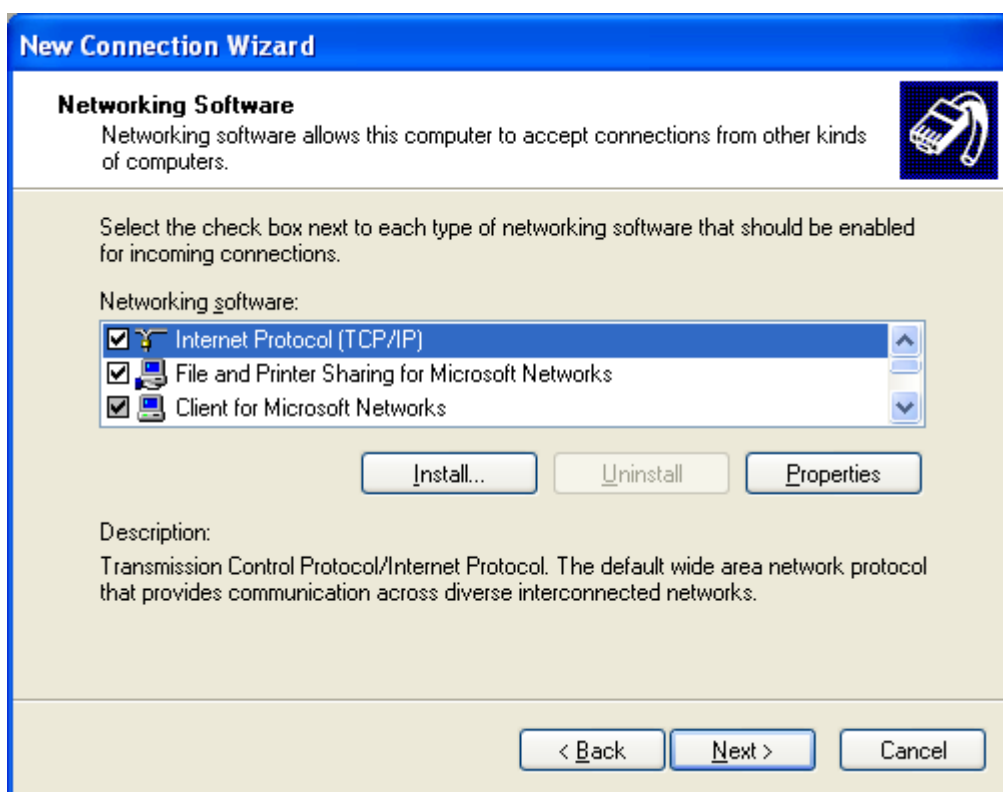 New Connection Wizard
Networking Software
Networking software allows this computer to accept connections from other kinds
of computers.
Select the check box next to each type of networking software that should be enabled
for incoming connections.
Networking software:
Internet Protocol (TCP/IP)
File and Printer Sharing for Microsoft Networks
Client for Microsoft Networks
Install... Uninstall Properties
Description:
Transmission Control Protocol/Internet Protocol. The default wide area network protocol
that provides communication across diverse interconnected networks.
< Back Next > Cancel